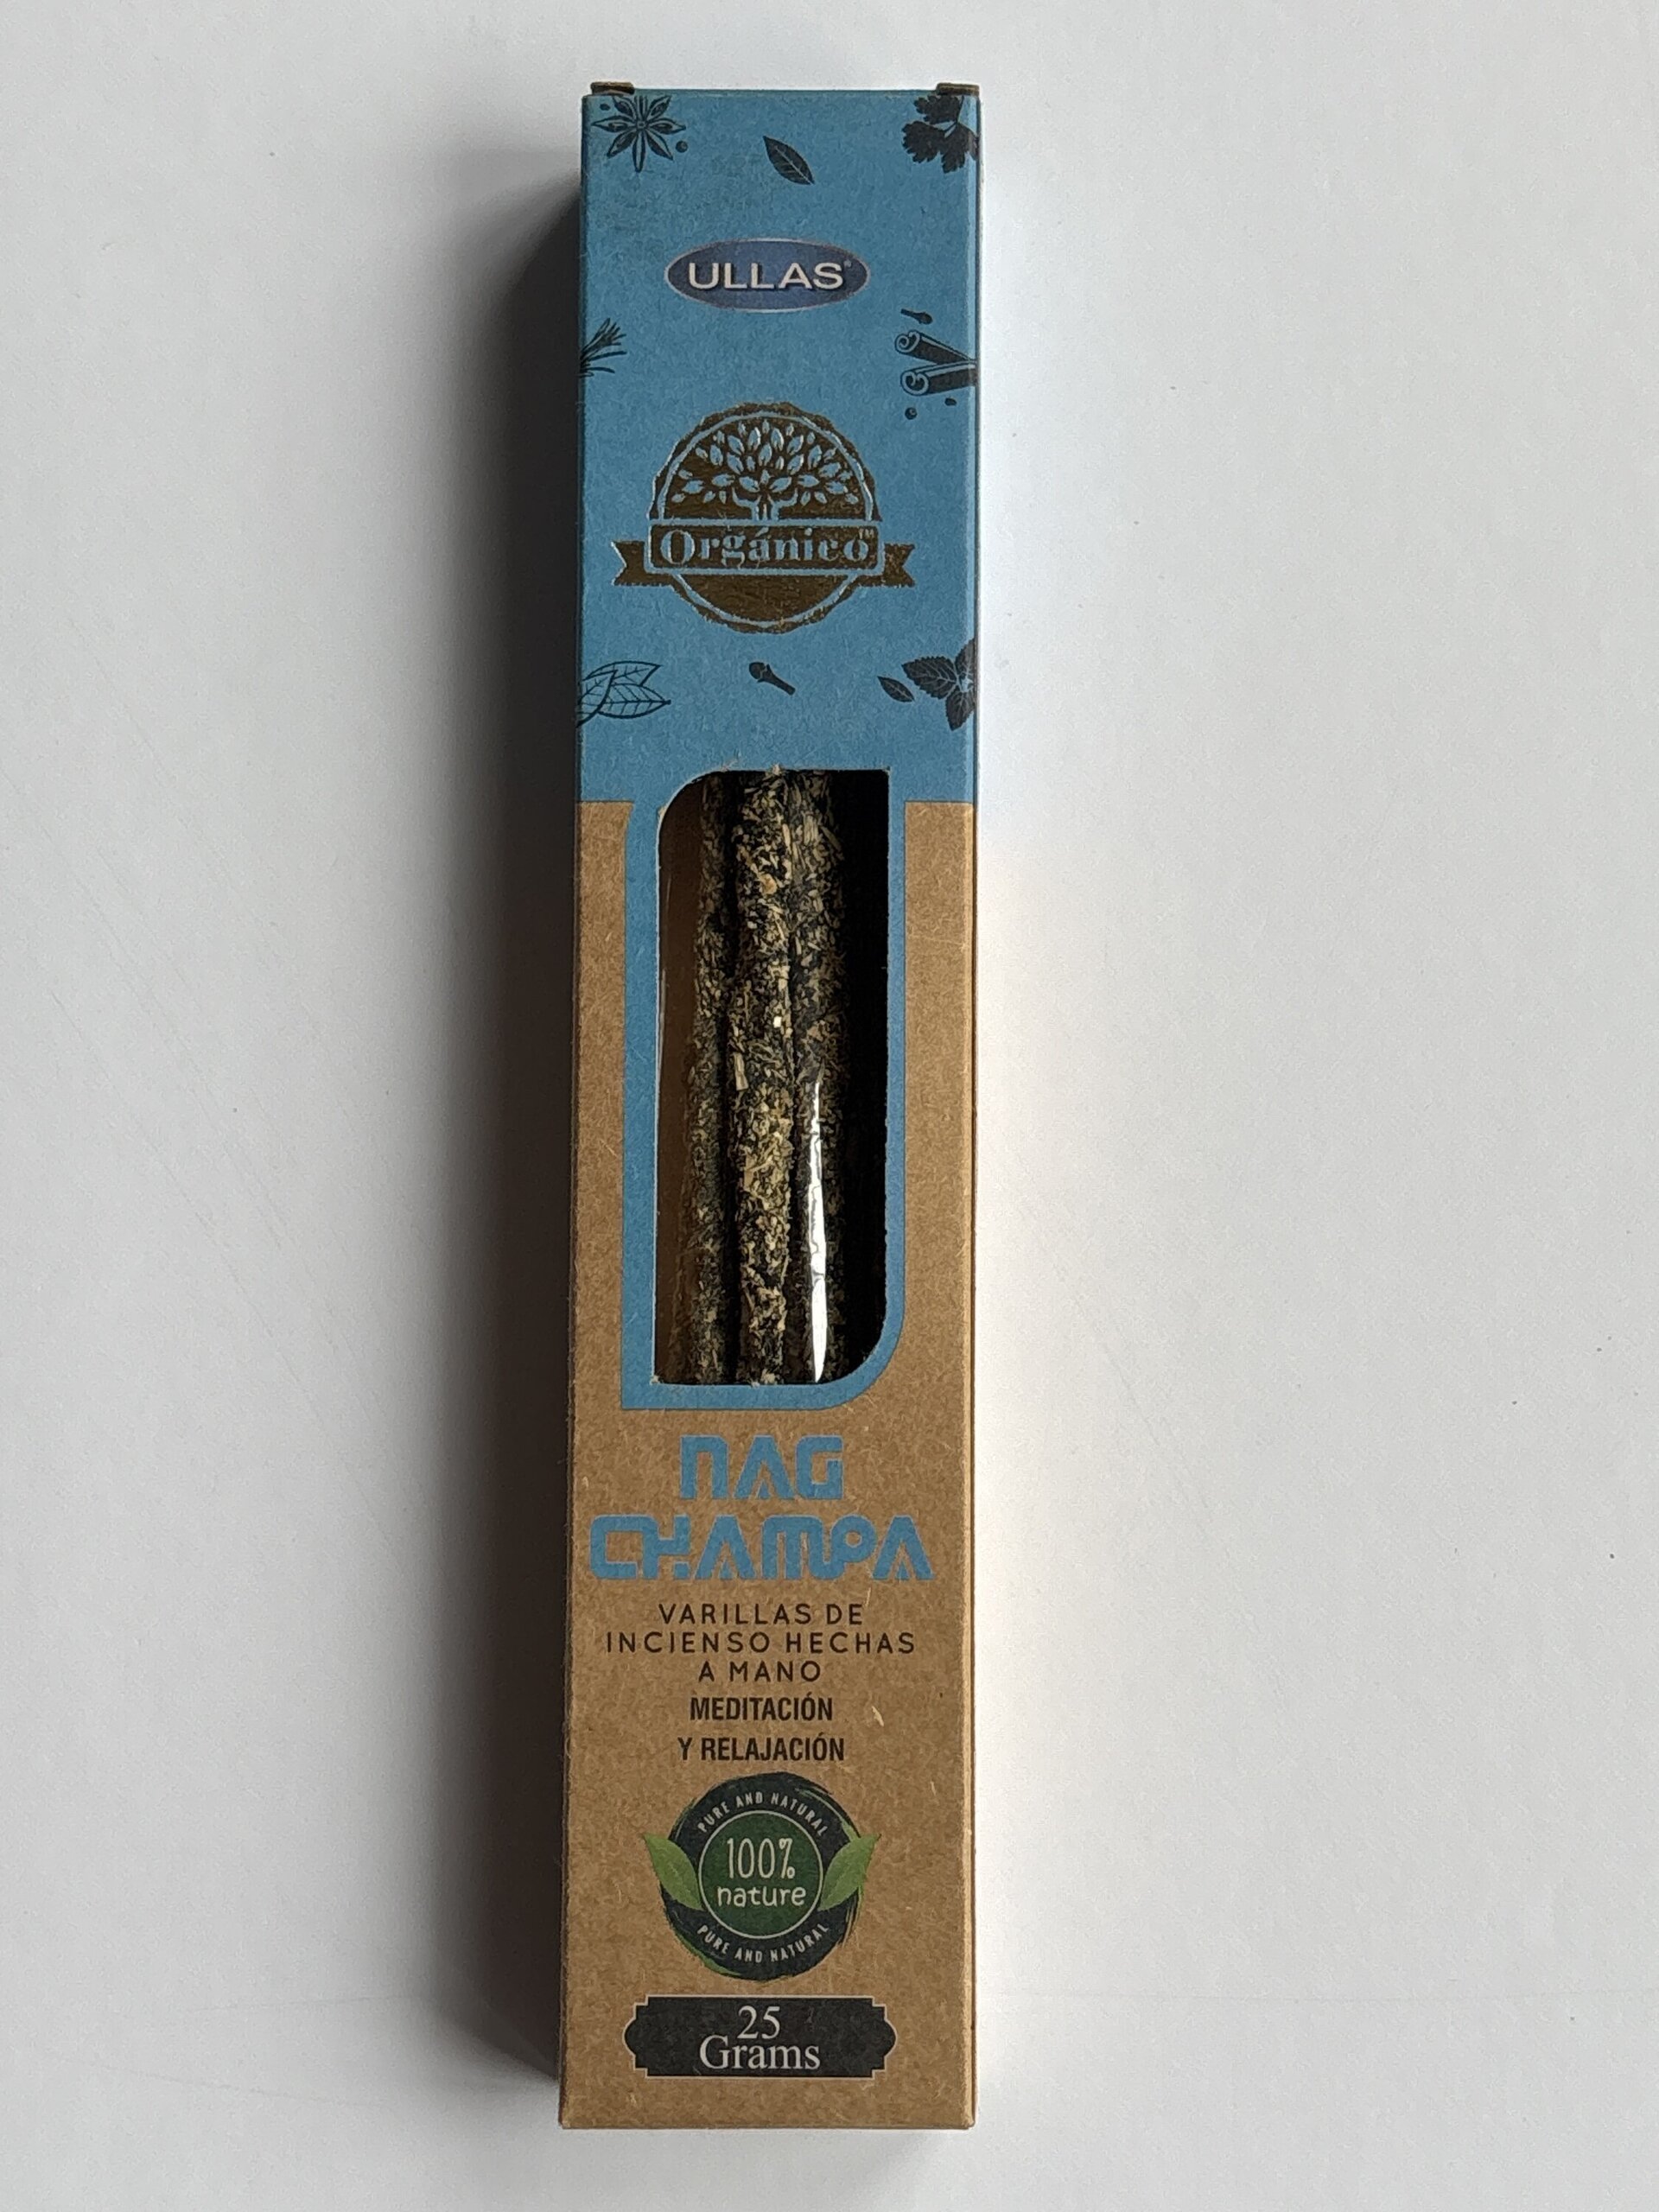 ULLAS®
Orgánico™
NAG
CHAMPA
VARILLAS DE
INCIENSO HECHAS
A MANO
MEDITACIÓN
Y RELAJACIÓN
PURE AND NATURAL
100%
nature
PURE AND NATURAL
25
Grams